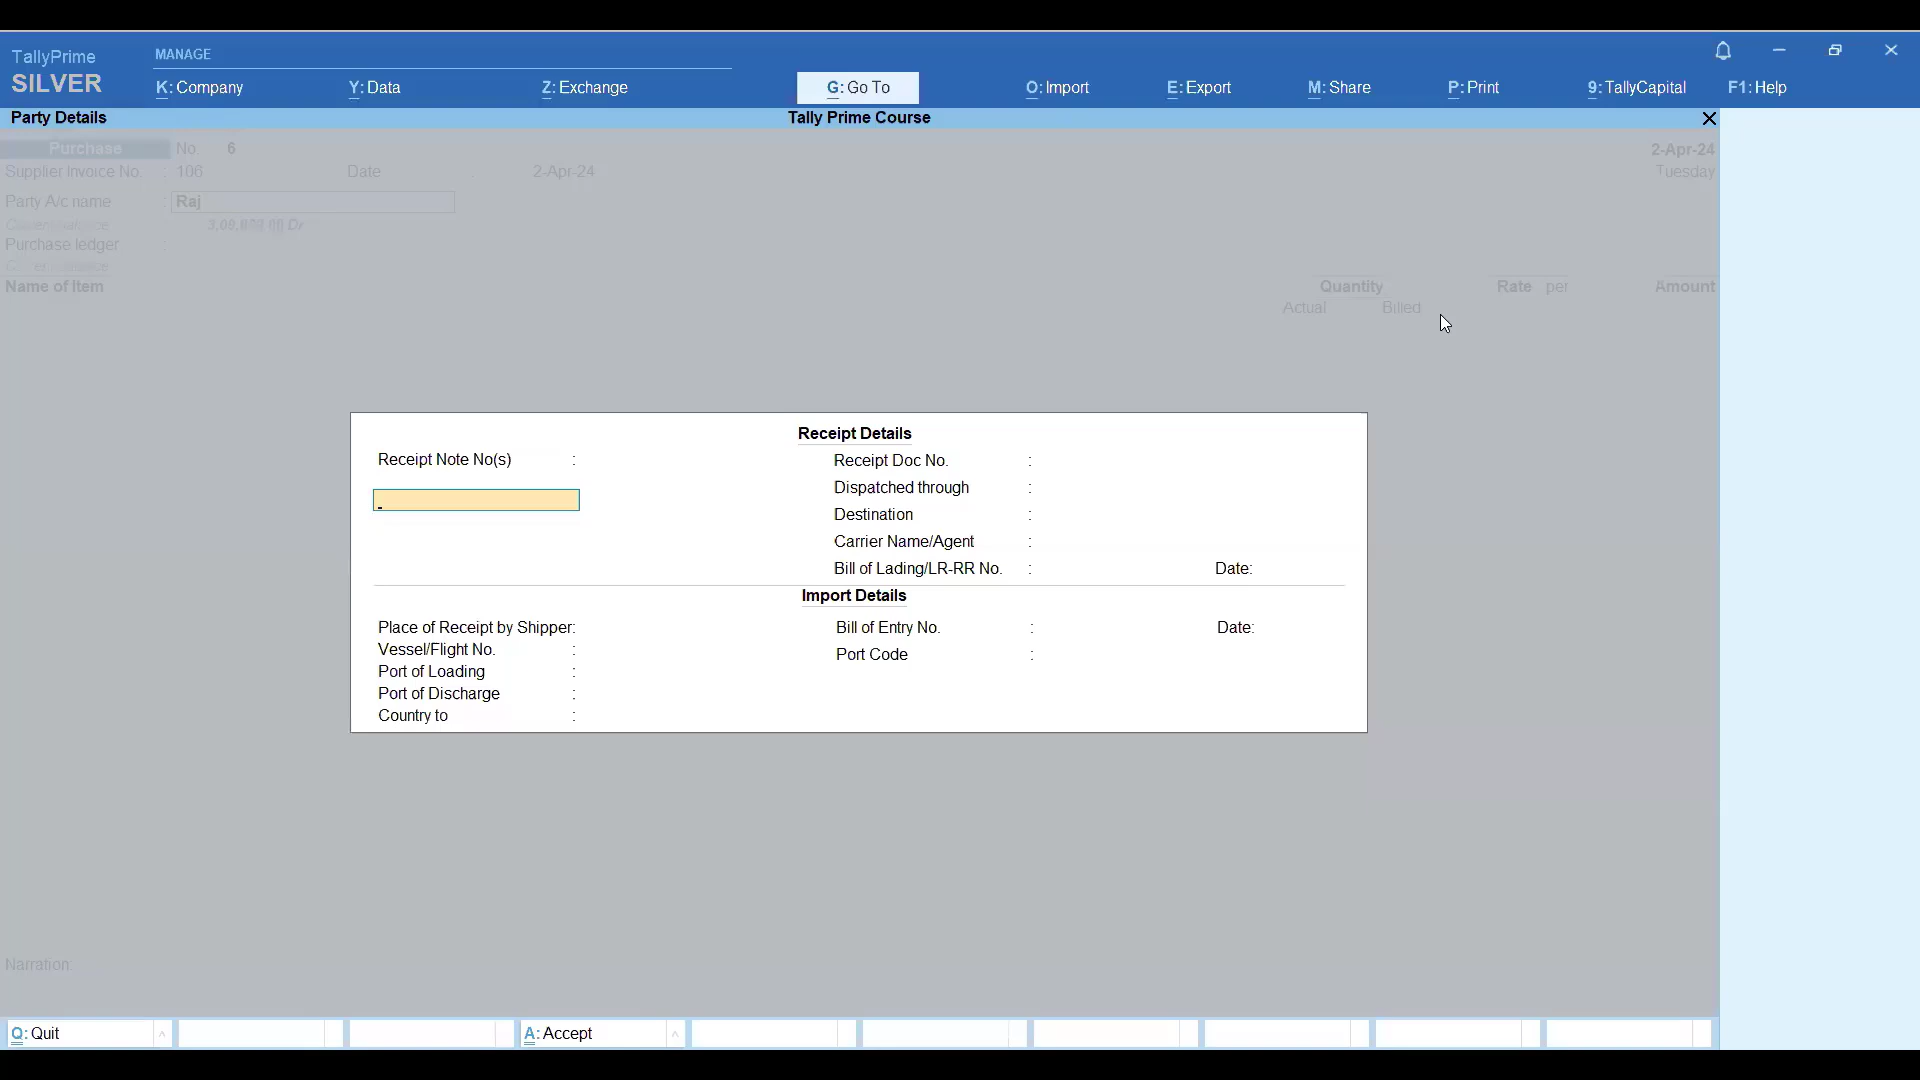 TallyPrime
SILVER
MANAGE
K: Company
Y: Data
Z: Exchange
G: Go To
O: Import
E: Export
M: Share
P: Print
9: TallyCapital
F1: Help
Party Details
Tally Prime Course
Purchase No. 6
2-Apr-24
Supplier Invoice No. : 106 Date : 2-Apr-24
Tuesday
Party A/c name : Raj
Purchase ledger :
Name of Item
Quantity
Rate per
Amount
Actual
Billed
Receipt Details
Receipt Note No(s) :
Receipt Doc No. :
Dispatched through :
Destination :
Carrier Name/Agent :
Bill of Lading/LR-RR No. : Date:
Import Details
Place of Receipt by Shipper:
Vessel/Flight No. :
Port of Loading :
Port of Discharge :
Country to :
Bill of Entry No. : Date:
Port Code :
Narration:
Q: Quit
A: Accept